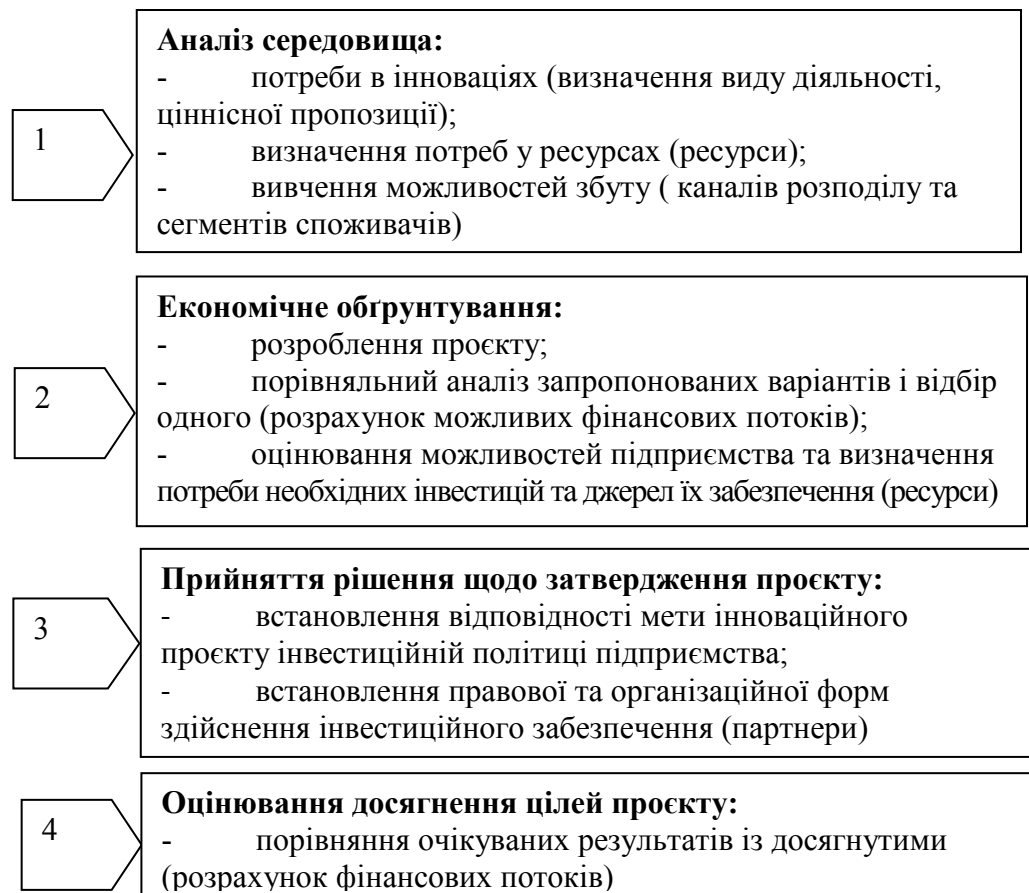 1
Аналіз середовища:
- потреби в інноваціях (визначення виду діяльності,
ціннісної пропозиції);
- визначення потреб у ресурсах (ресурси);
- вивчення можливостей збуту ( каналів розподілу та
сегментів споживачів)
2
Економічне обґрунтування:
- розроблення проєкту;
- порівняльний аналіз запропонованих варіантів і відбір
одного (розрахунок можливих фінансових потоків);
- оцінювання можливостей підприємства та визначення
потреби необхідних інвестицій та джерел їх забезпечення (ресурси)
3
Прийняття рішення щодо затвердження проєкту:
- встановлення відповідності мети інноваційного
проєкту інвестиційній політиці підприємства;
- встановлення правової та організаційної форм
здійснення інвестиційного забезпечення (партнери)
4
Оцінювання досягнення цілей проєкту:
- порівняння очікуваних результатів із досягнутими
(розрахунок фінансових потоків)